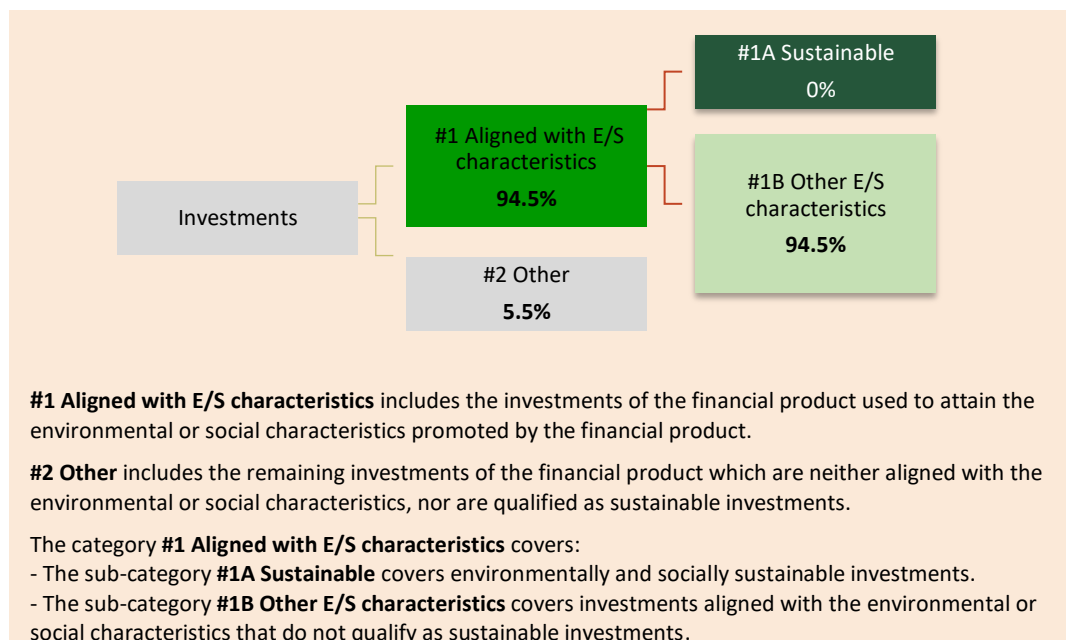 #1A Sustainable
0%
#1 Aligned with E/S
characteristics
94.5%
#1B Other E/S
characteristics
94.5%
Investments
#2 Other
5.5%
#1 Aligned with E/S characteristics includes the investments of the financial product used to attain the
environmental or social characteristics promoted by the financial product.
#2 Other includes the remaining investments of the financial product which are neither aligned with the
environmental or social characteristics, nor are qualified as sustainable investments.
The category #1 Aligned with E/S characteristics covers:
- The sub-category #1A Sustainable covers environmentally and socially sustainable investments.
- The sub-category #1B Other E/S characteristics covers investments aligned with the environmental or
social characteristics that do not qualify as sustainable investments.